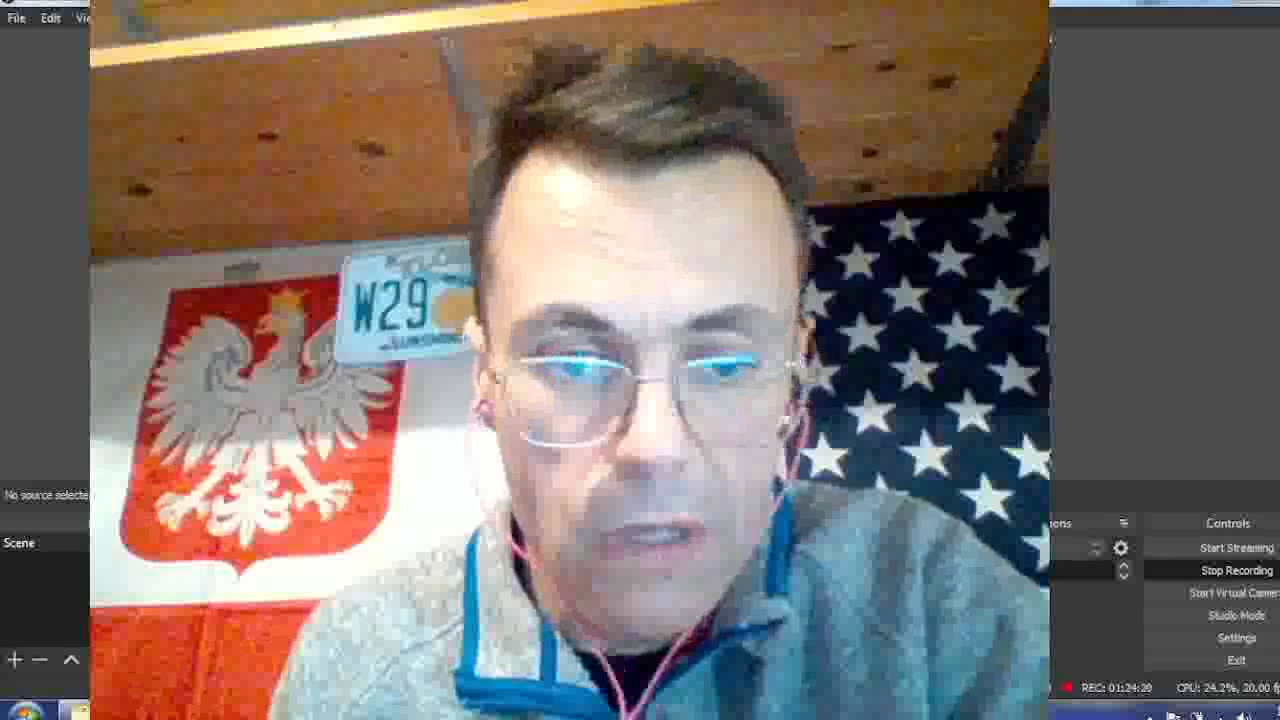 File Edit
No source selecte
Scene
W29
ons
Controls
Start Streaming
Stop Recording
Start Virtual Camer
Studio Mode
Settings
Exit
REC: 01:24:20
CPU: 24.2%, 20.00 f